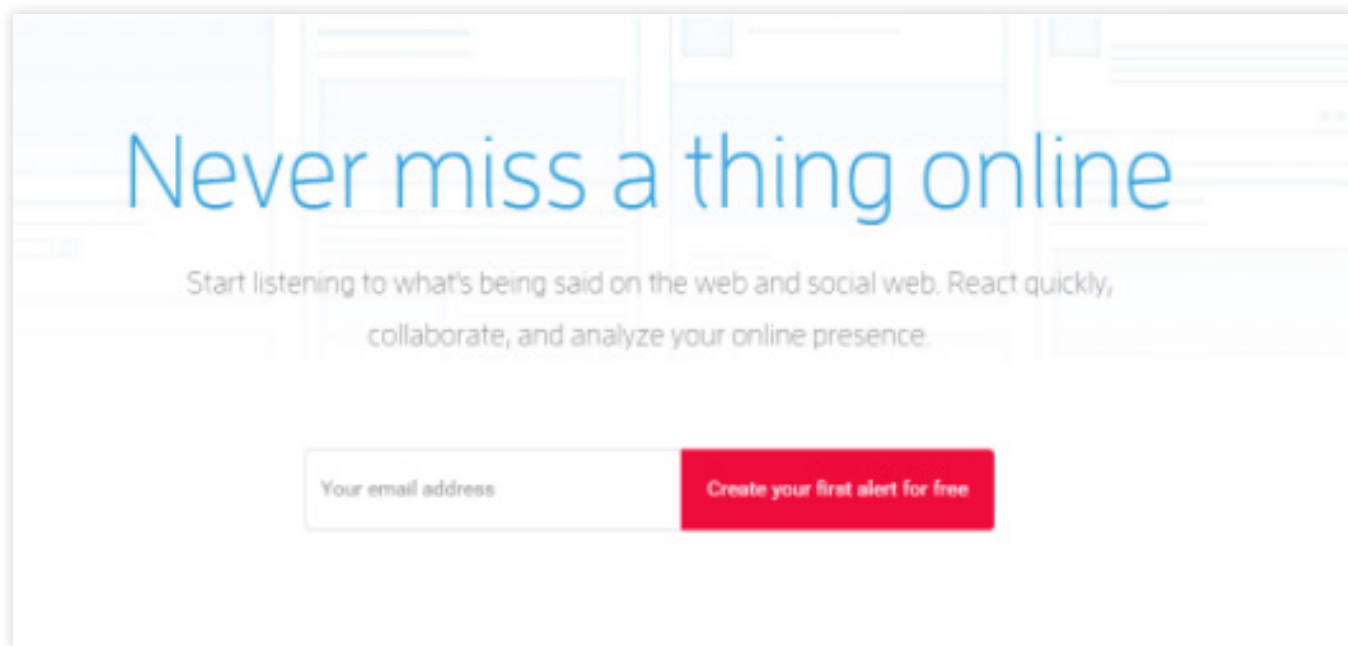 Never miss a thing online
Start listening to what's being said on the web and social web. React quickly,
collaborate, and analyze your online presence.
Your email address
Create your first alert for free